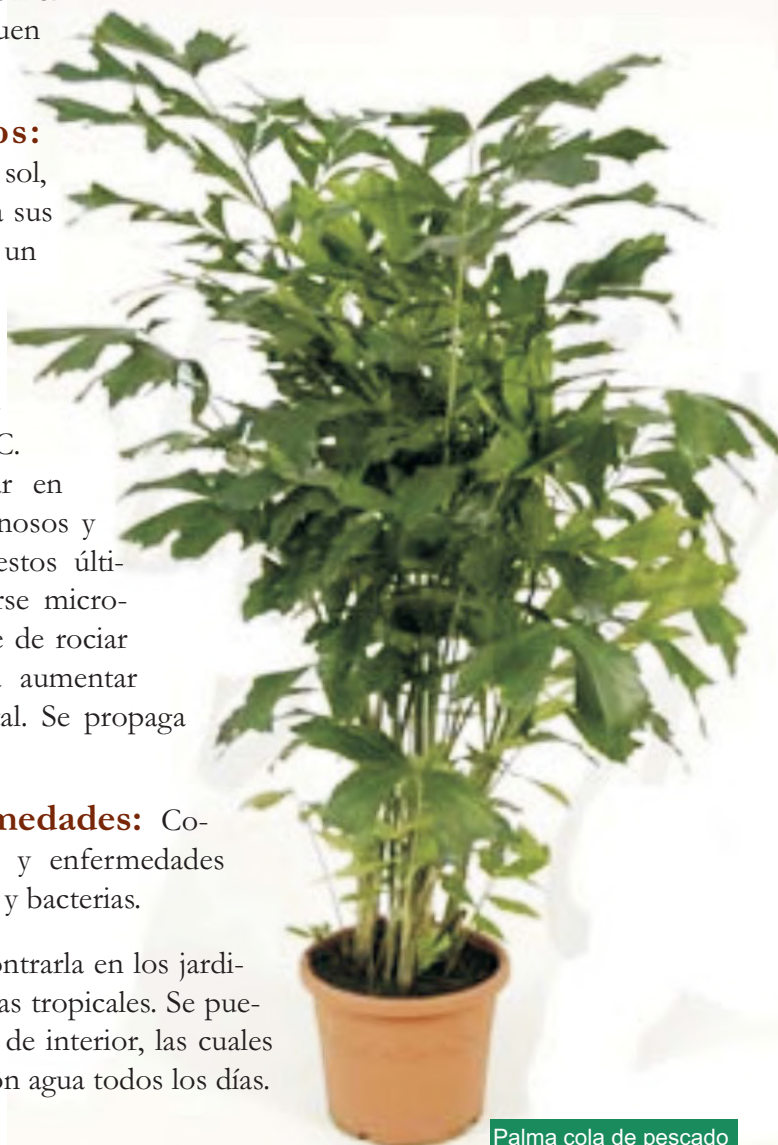 uen
os:
sol,
sus
un
C.
r en
nosos y
estos últi-
rse micro-
e de rociar
aumentar
al. Se propaga
medades: Co-
y enfermedades
y bacterias.
ontrarla en los jardi-
as tropicales. Se pue-
de interior, las cuales
on agua todos los días.
Palma cola de pescado